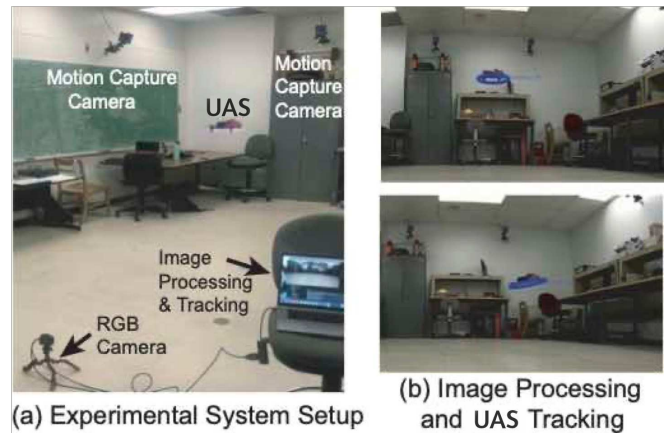 Motion Capture
Camera
UAS
Motion
Capture
Camera
Image
Processing
& Tracking
RGB
Camera
(a) Experimental System Setup
(b) Image Processing
and UAS Tracking